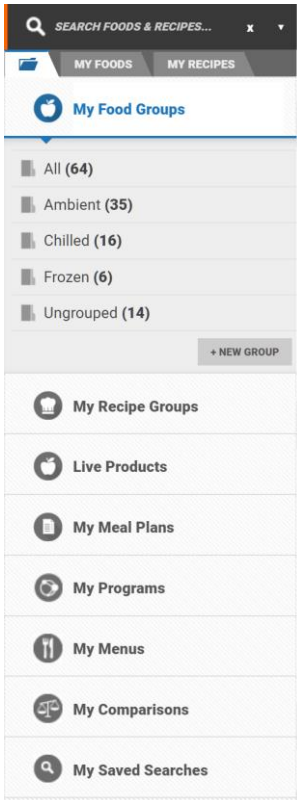 SEARCH FOODS & RECIPES... x
MY FOODS MY RECIPES
My Food Groups
All (64)
Ambient (35)
Chilled (16)
Frozen (6)
Ungrouped (14)
+ NEW GROUP
My Recipe Groups
Live Products
My Meal Plans
My Programs
My Menus
My Comparisons
My Saved Searches